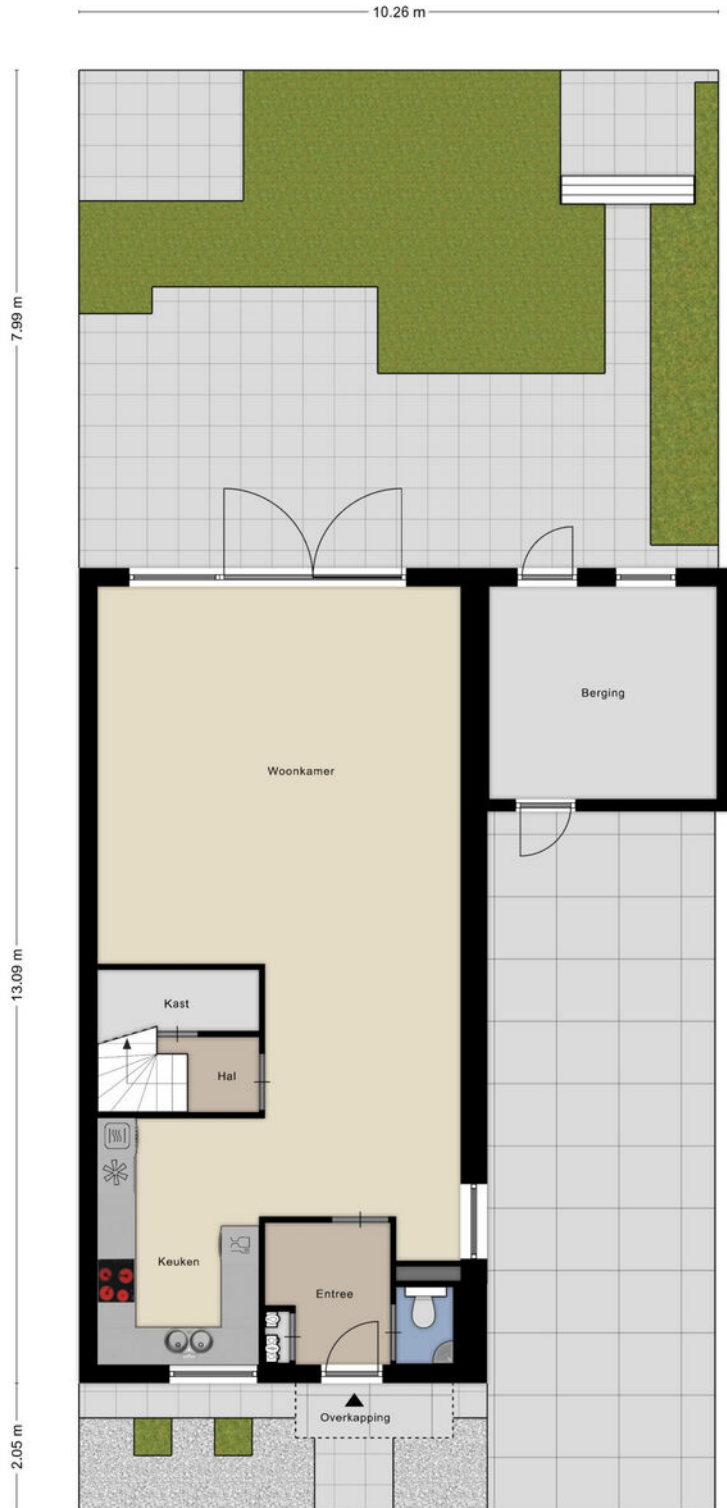 10.26 m
7.99 m
Berging
Woonkamer
13.09 m
Kast
Hal
Keuken
Entree
Overkapping
2.05 m